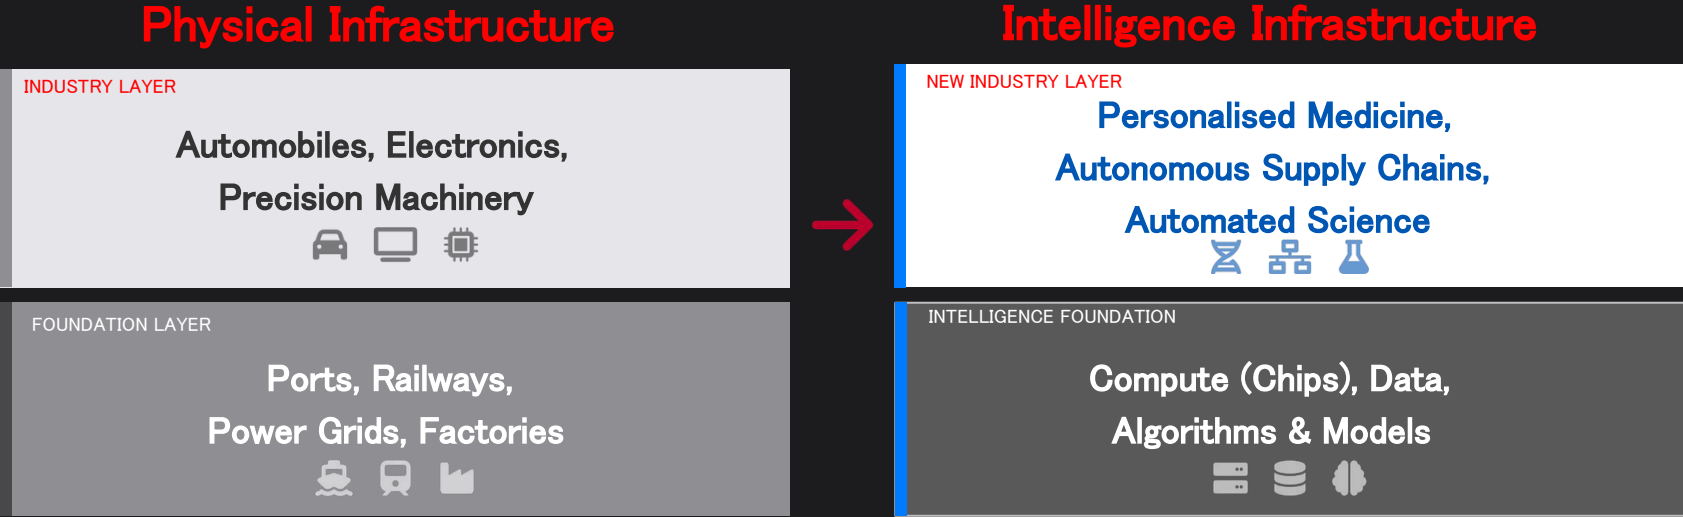 Physical Infrastructure
INDUSTRY LAYER
Automobiles, Electronics,
Precision Machinery
FOUNDATION LAYER
Ports, Railways,
Power Grids, Factories
Intelligence Infrastructure
NEW INDUSTRY LAYER
Personalised Medicine,
Autonomous Supply Chains,
Automated Science
INTELLIGENCE FOUNDATION
Compute (Chips), Data,
Algorithms & Models